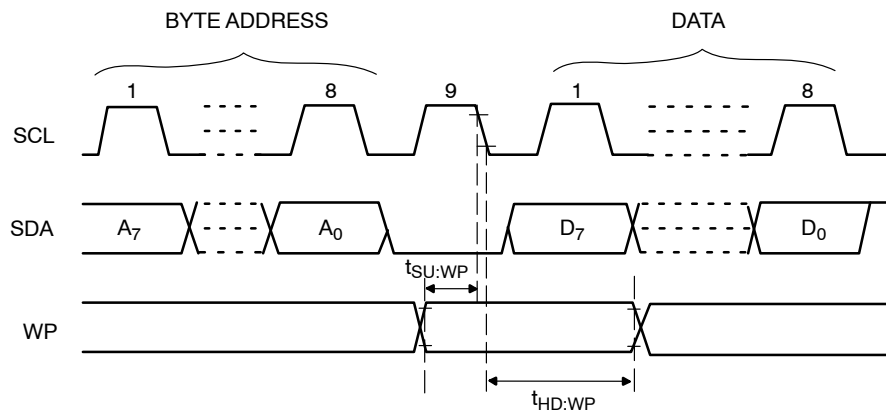 BYTE ADDRESS DATA
1 8 9 1 8
SCL
SDA A7 A0 D7 D0
tSU:WP
WP
tHD:WP